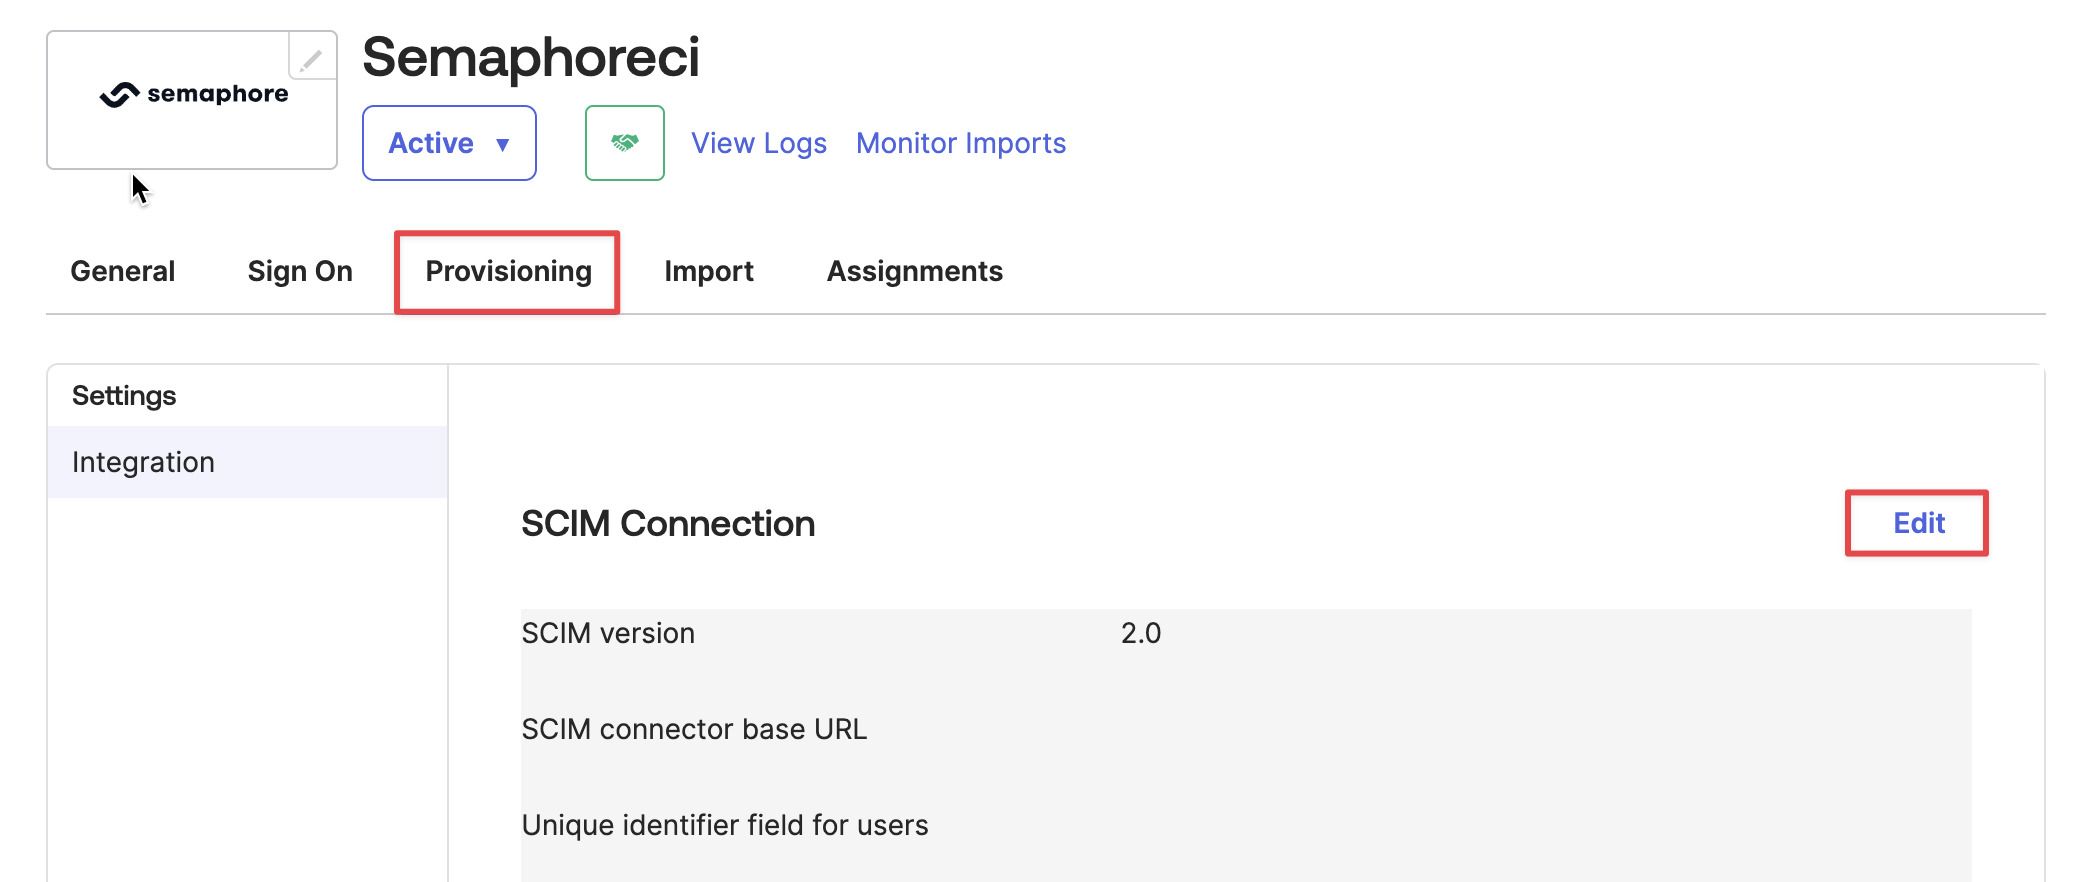 semaphore
Semaphoreci
Active ▼
View Logs
Monitor Imports
General
Sign On
Provisioning
Import
Assignments
Settings
Integration
SCIM Connection
Edit
SCIM version 2.0
SCIM connector base URL
Unique identifier field for users